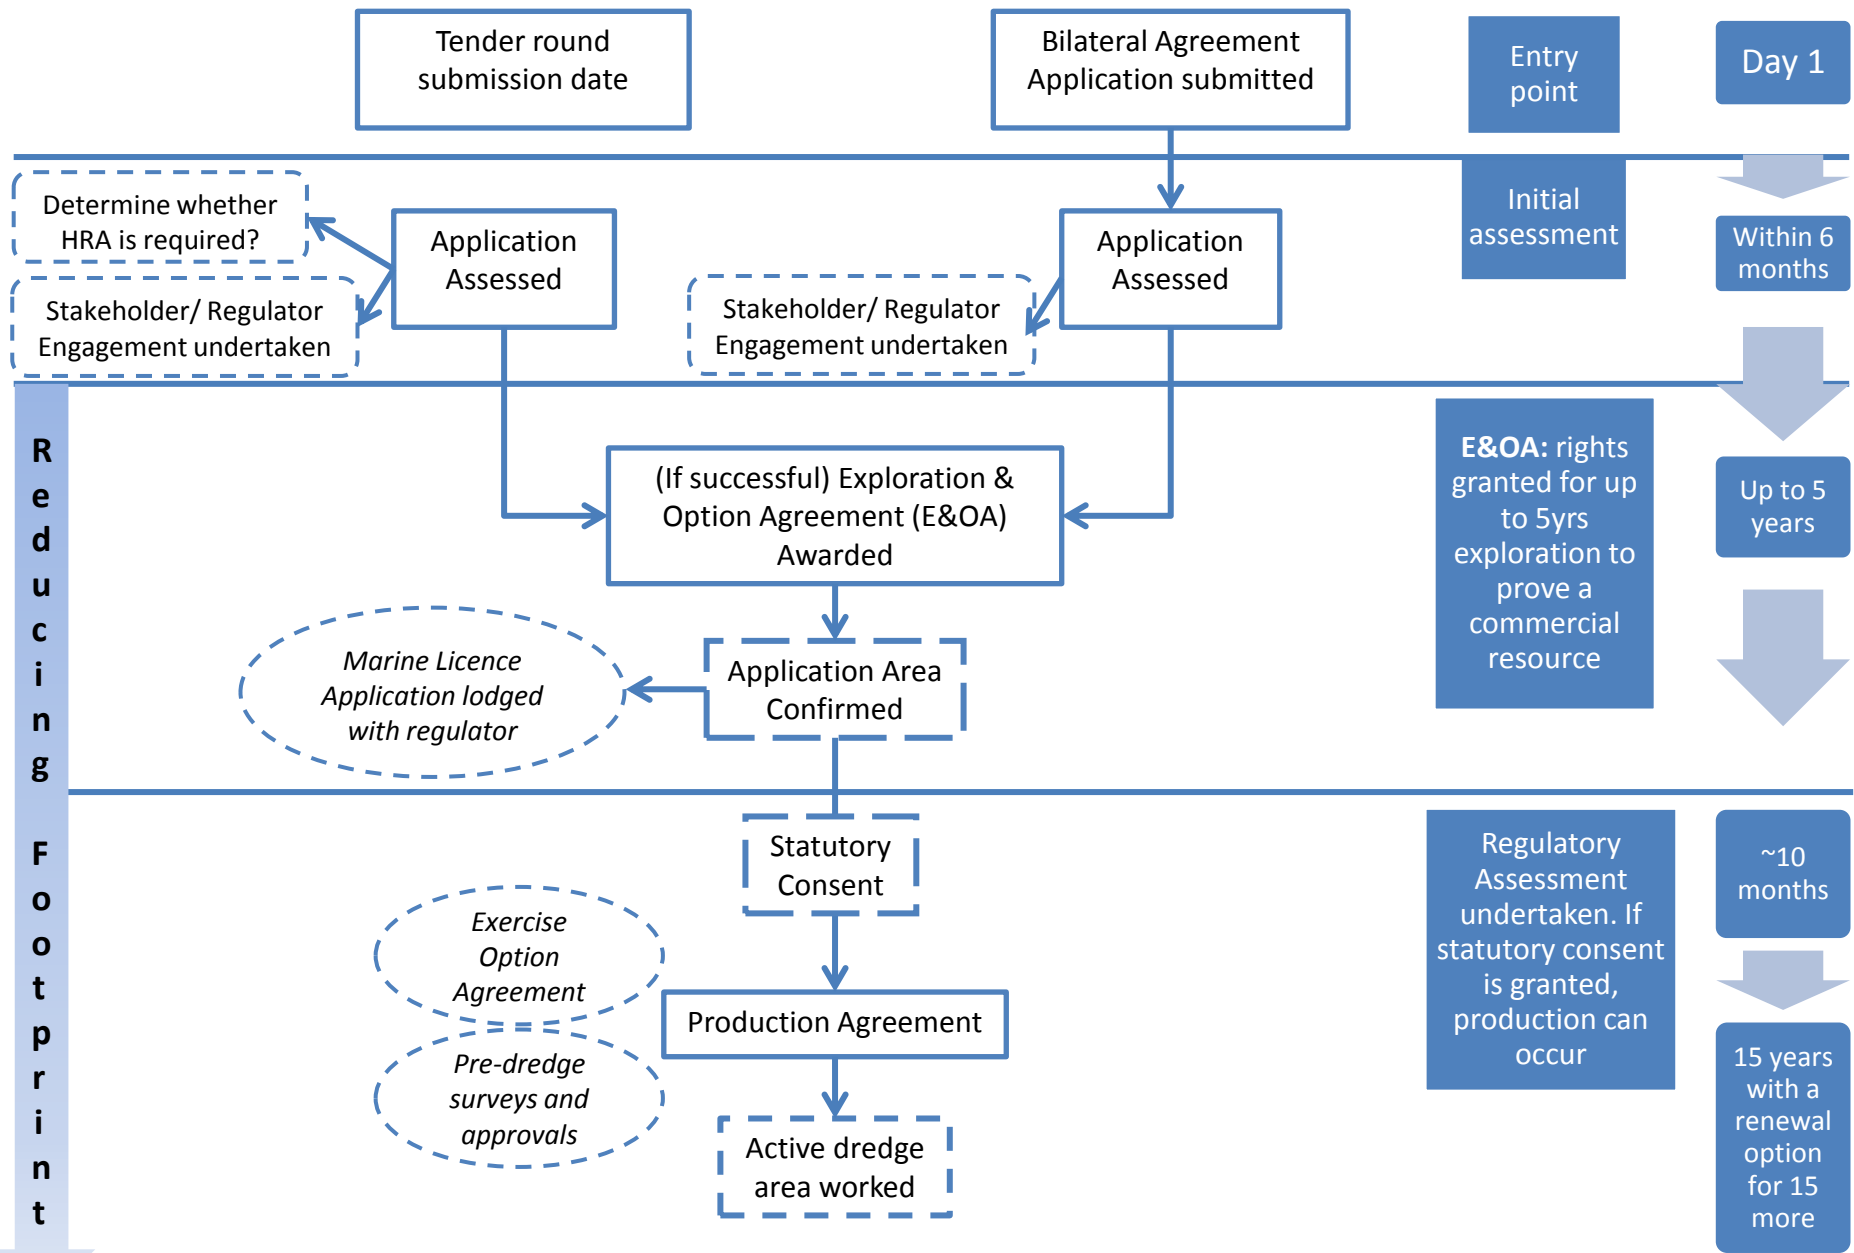 Tender round
submission date
Bilateral Agreement
Application submitted
Entry
point
Day 1
Determine whether
HRA is required?
Application
Assessed
Stakeholder/ Regulator
Engagement undertaken
Stakeholder/ Regulator
Engagement undertaken
Application
Assessed
Initial
assessment
Within 6
months
Reducing
Footprint
(If successful) Exploration &
Option Agreement (E&OA)
Awarded
E&OA: rights
granted for up
to 5yrs
exploration to
prove a
commercial
resource
Up to 5
years
Marine Licence
Application lodged
with regulator
Application Area
Confirmed
Statutory
Consent
Exercise
Option
Agreement
Production Agreement
Pre-dredge
surveys and
approvals
Active dredge
area worked
Regulatory
Assessment
undertaken. If
statutory consent
is granted,
production can
occur
~10
months
15 years
with a
renewal
option
for 15
more